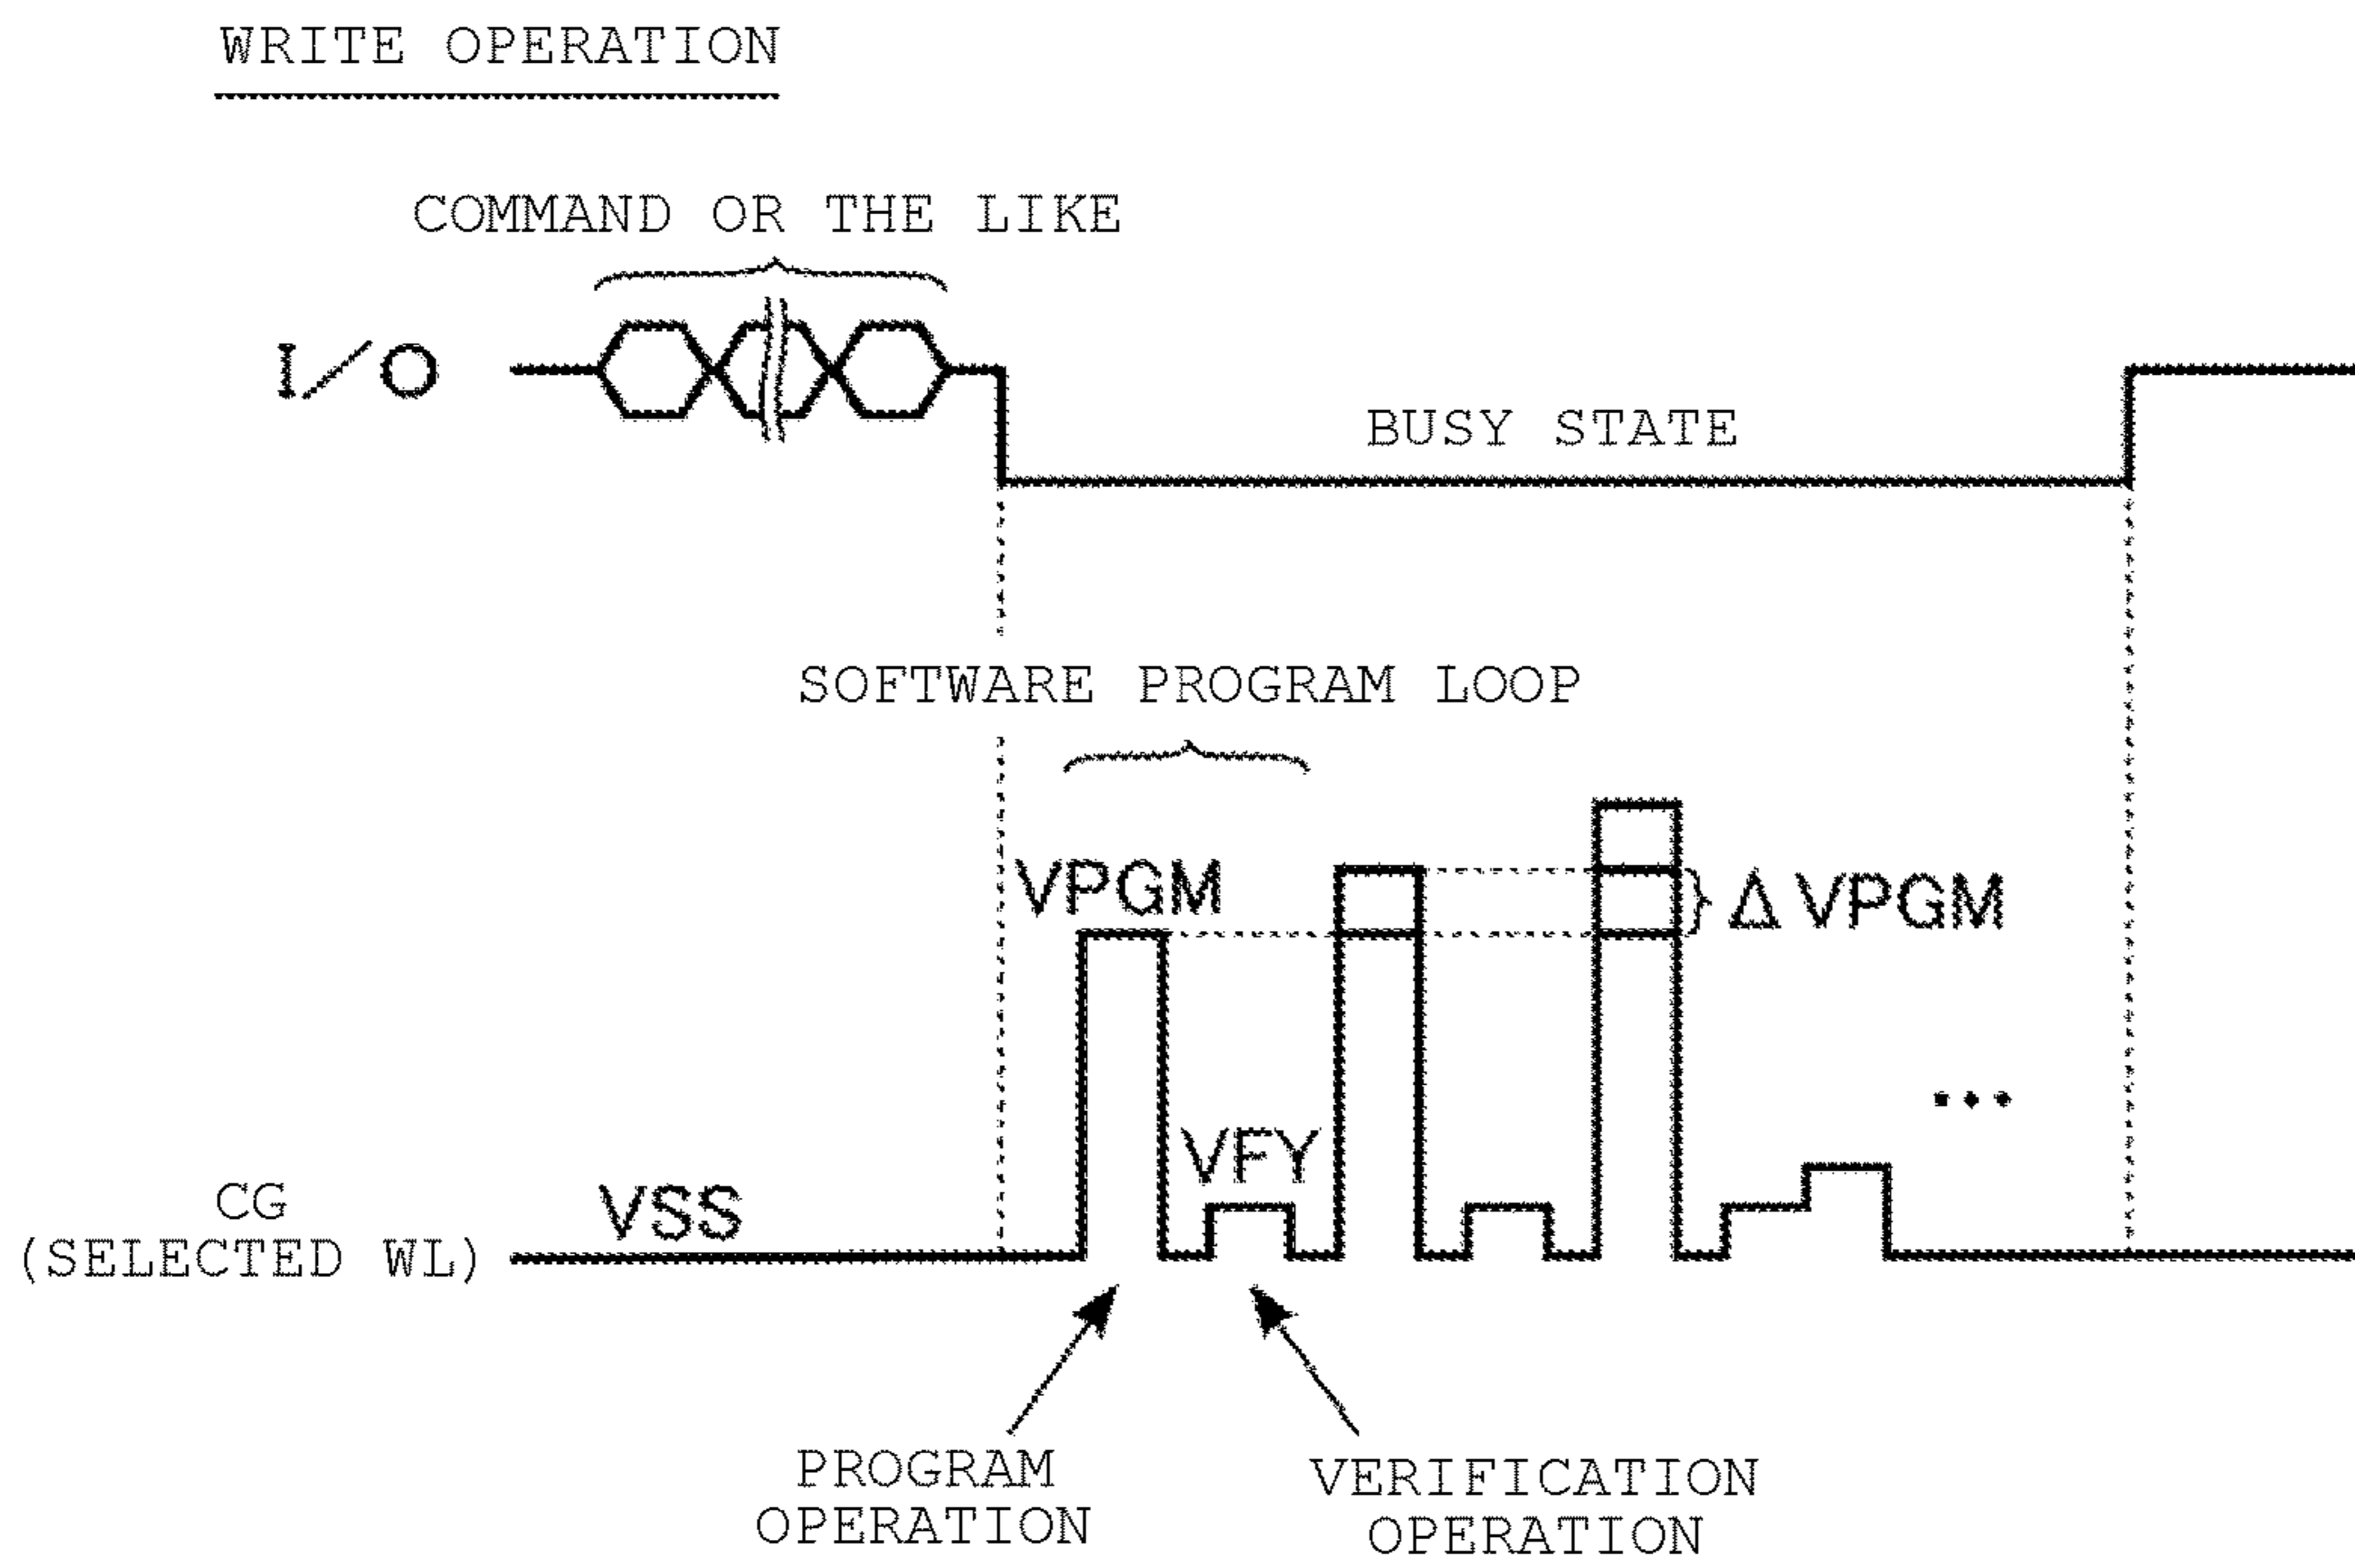 WRITE OPERATION
COMMAND OR THE LIKE
I/O
BUSY STATE
SOFTWARE PROGRAM LOOP
VPGM
Δ VPGM
VFY
...
CG
(SELECTED WL)
VSS
PROGRAM
OPERATION
VERIFICATION
OPERATION